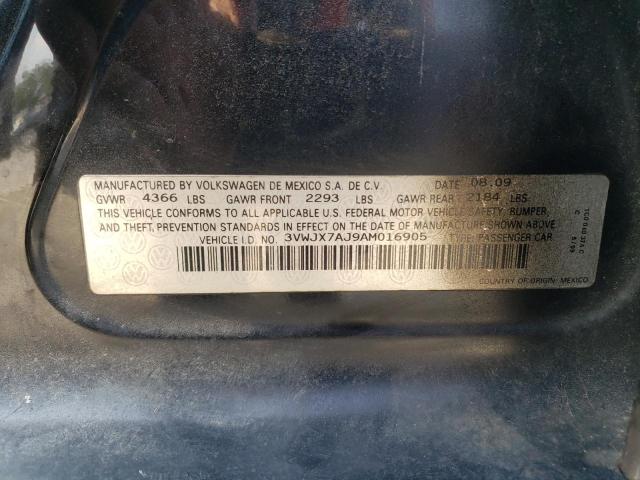 MANUFACTURED BY VOLKSWAGEN DE MEXICO S.A. DE C.V. DATE 08.09
GVWR 4366 LBS GAWR FRONT 2293 LBS GAWR REAR 2184 LBS
THIS VEHICLE CONFORMS TO ALL APPLICABLE U.S. FEDERAL MOTOR VEHICLE SAFETY, BUMPER,
AND THEFT, PREVENTION STANDARDS IN EFFECT ON THE DATE OF MANUFACTURE SHOWN ABOVE.
VEHICLE I.D. NO. 3VWJX7AJ9AM016905 TYPE: PASSENGER CAR
COUNTRY OF ORIGIN: MEXICO